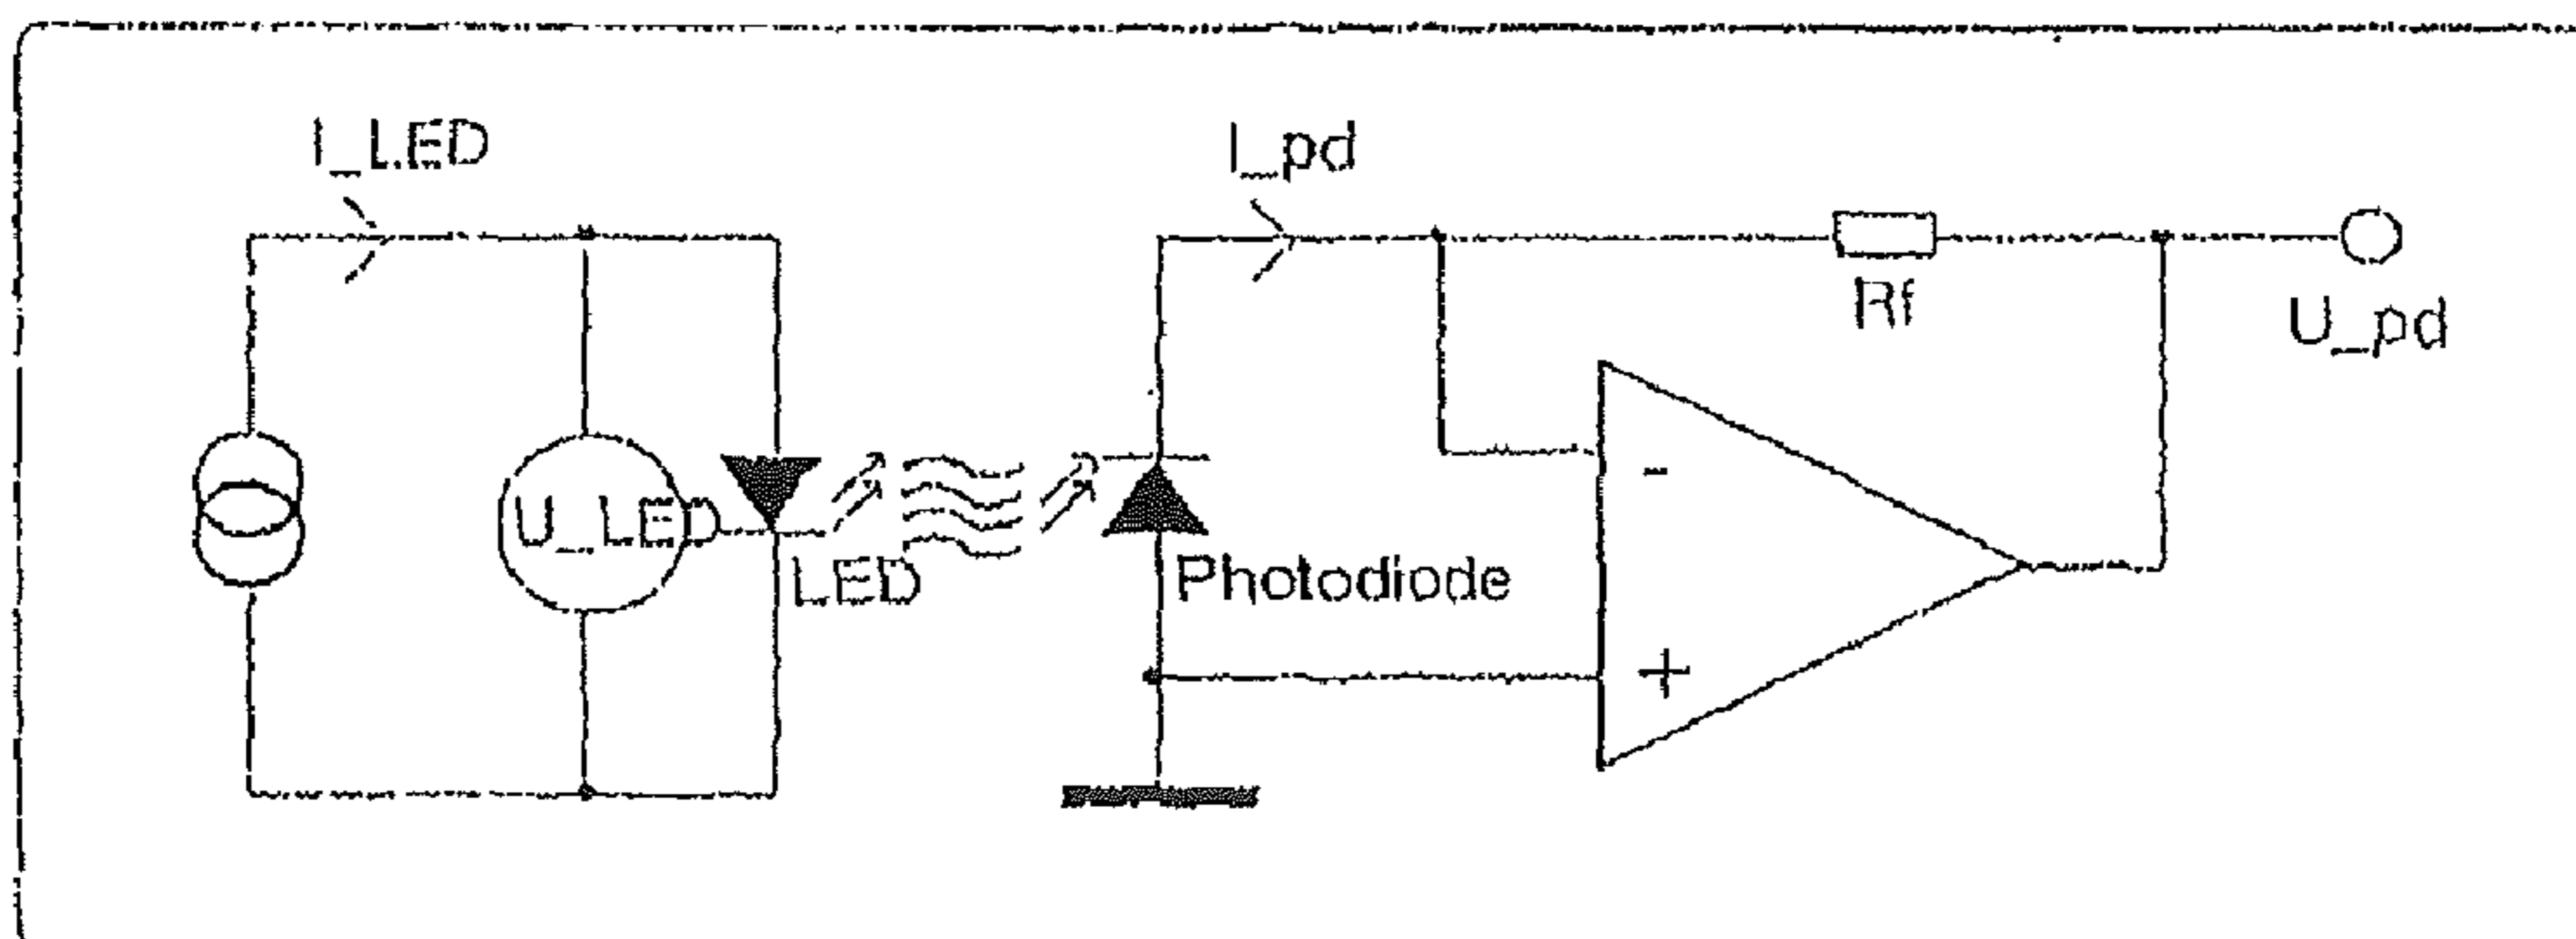 I_LED
I_pd
Rf
U_pd
U_LED
LED
Photodiode
-
+